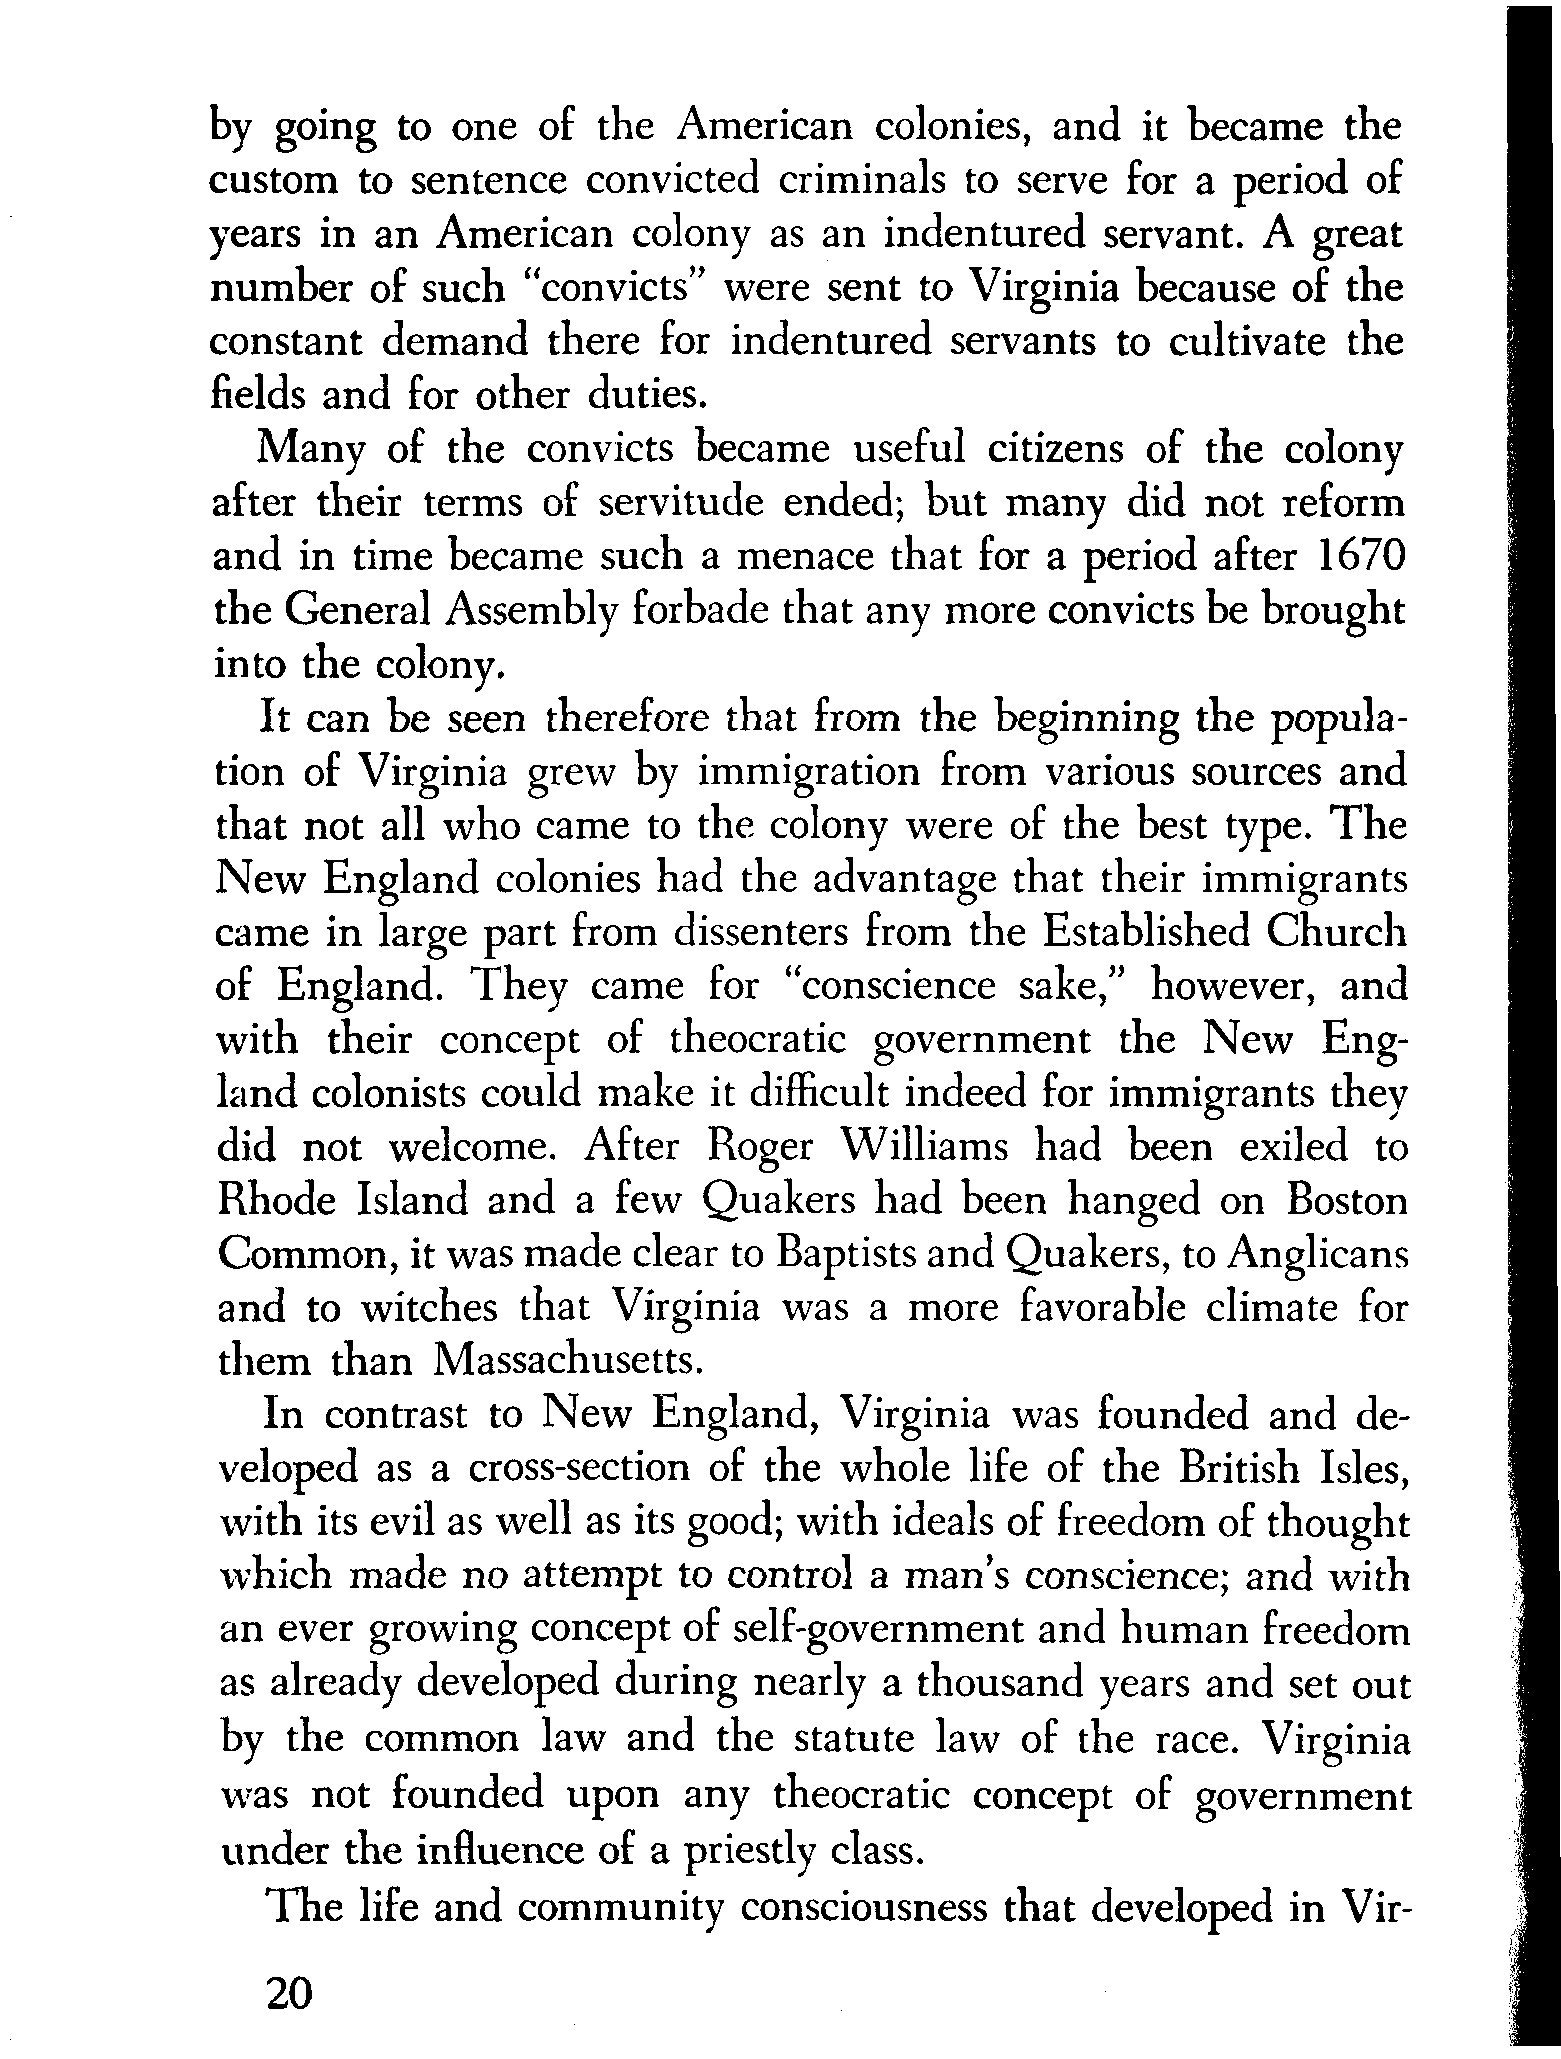 by going to one of the American colonies, and it became the
custom to sentence convicted criminals to serve for a period of
years in an American colony as an indentured servant. A great
number of such “convicts” were sent to Virginia because of the
constant demand there for indentured servants to cultivate the
fields and for other duties.
Many of the convicts became useful citizens of the colony
after their terms of servitude ended; but many did not reform
and in time became such a menace that for a period after 1670
the General Assembly forbade that any more convicts be brought
into the colony.
It can be seen therefore that from the beginning the popula-
tion of Virginia grew by immigration from various sources and
that not all who came to the colony were of the best type. The
New England colonies had the advantage that their immigrants
came in large part from dissenters from the Established Church
of England. They came for “conscience sake,” however, and
with their concept of theocratic government the New Eng-
land colonists could make it difficult indeed for immigrants they
did not welcome. After Roger Williams had been exiled to
Rhode Island and a few Quakers had been hanged on Boston
Common, it was made clear to Baptists and Quakers, to Anglicans
and to witches that Virginia was a more favorable climate for
them than Massachusetts.
In contrast to New England, Virginia was founded and de-
veloped as a cross-section of the whole life of the British Isles,
with its evil as well as its good; with ideals of freedom of thought
which made no attempt to control a man’s conscience; and with
an ever growing concept of self-government and human freedom
as already developed during nearly a thousand years and set out
by the common law and the statute law of the race. Virginia
was not founded upon any theocratic concept of government
under the influence of a priestly class.
The life and community consciousness that developed in Vir-
20